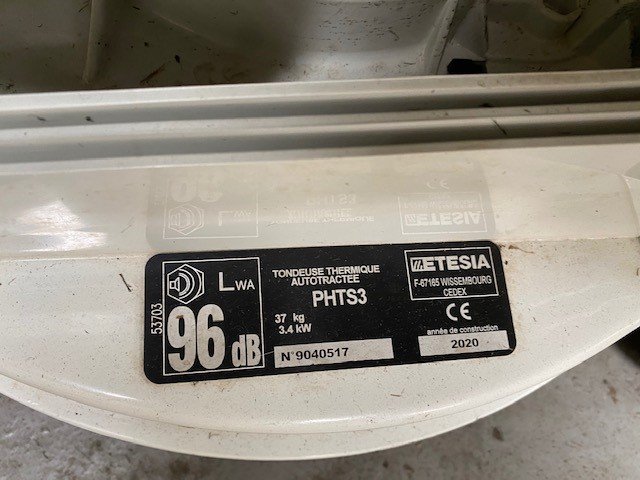 53703
LWA
96 dB
TONDEUSE THERMIQUE
AUTOTRACTEE
PHTS3
37 kg
3.4 kW
N°9040517
ETESIA
F-67165 WISSEMBOURG
CEDEX
CE
année de construction
2020